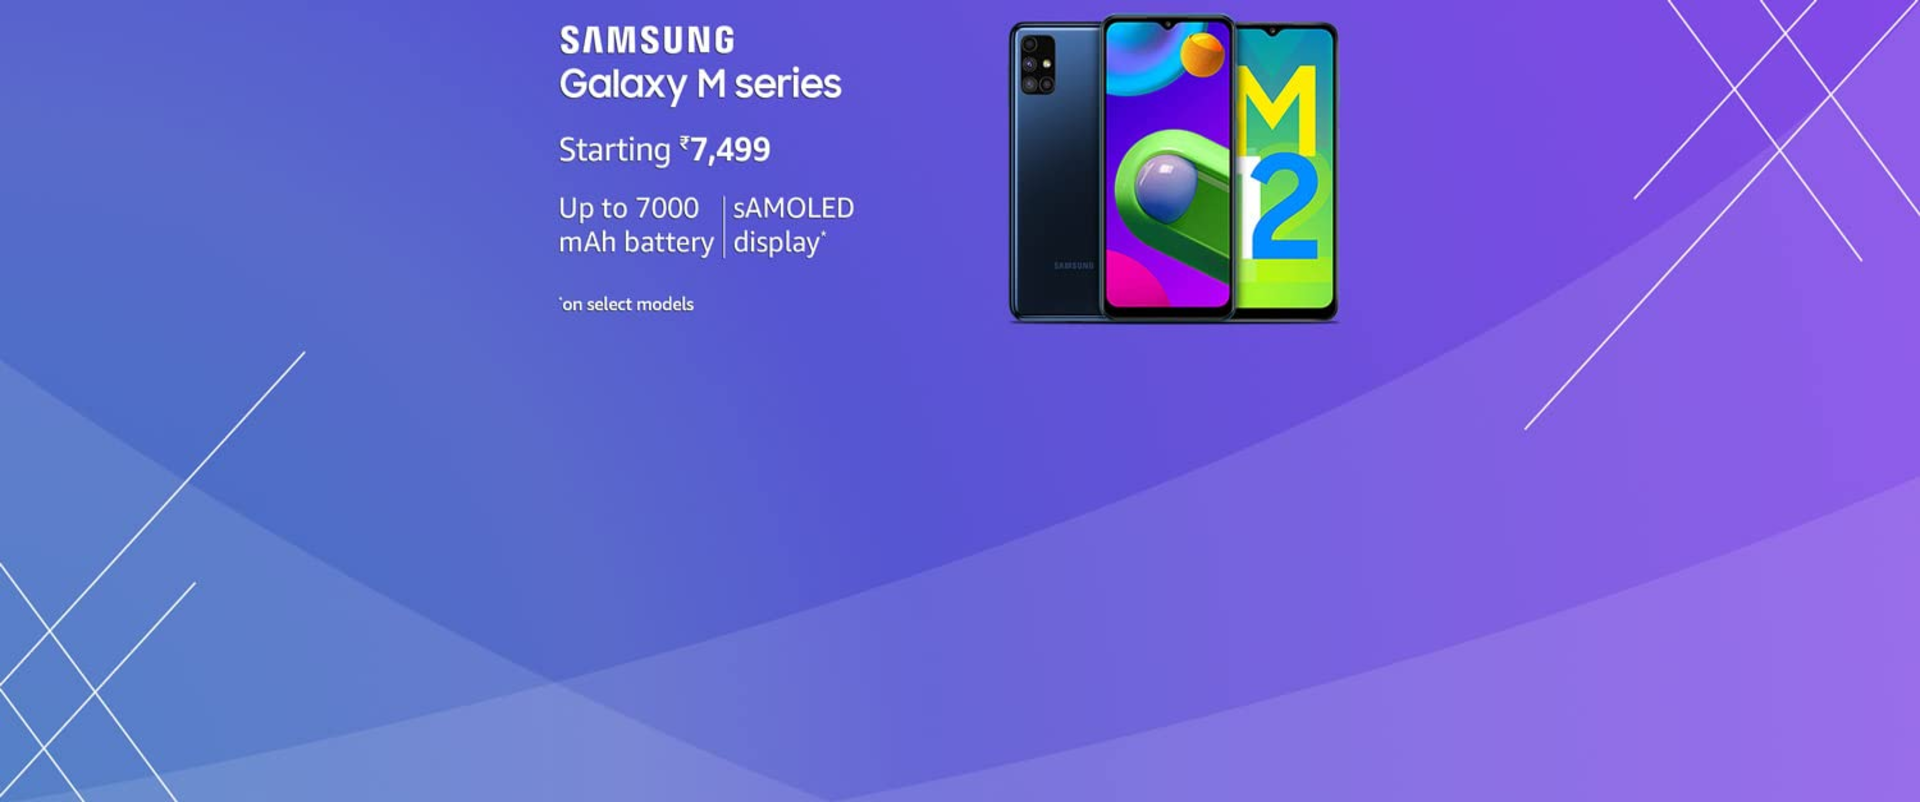 SAMSUNG
Galaxy M series
Starting ₹7,499
Up to 7000
mAh battery
sAMOLED
display*
*on select models
SAMSUNG
M
12